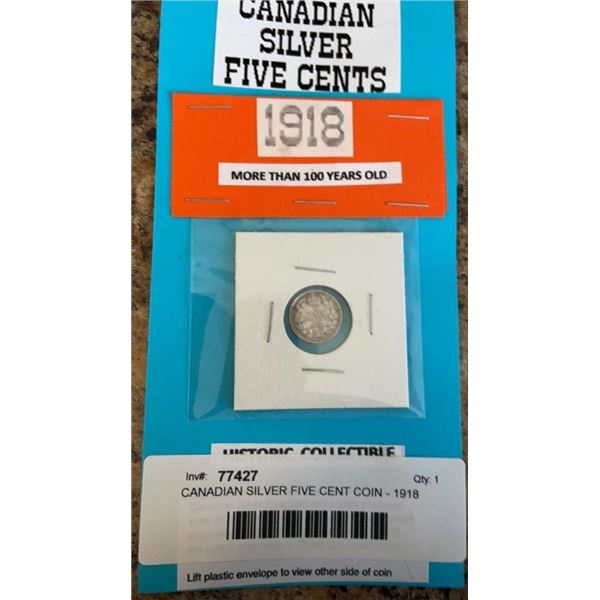 CANADIAN
SILVER
FIVE CENTS
1918
MORE THAN 100 YEARS OLD
HISTORIC COLLECTIBLE
Inv#: 77427 Qty: 1
CANADIAN SILVER FIVE CENT COIN - 1918
Lift plastic envelope to view other side of coin